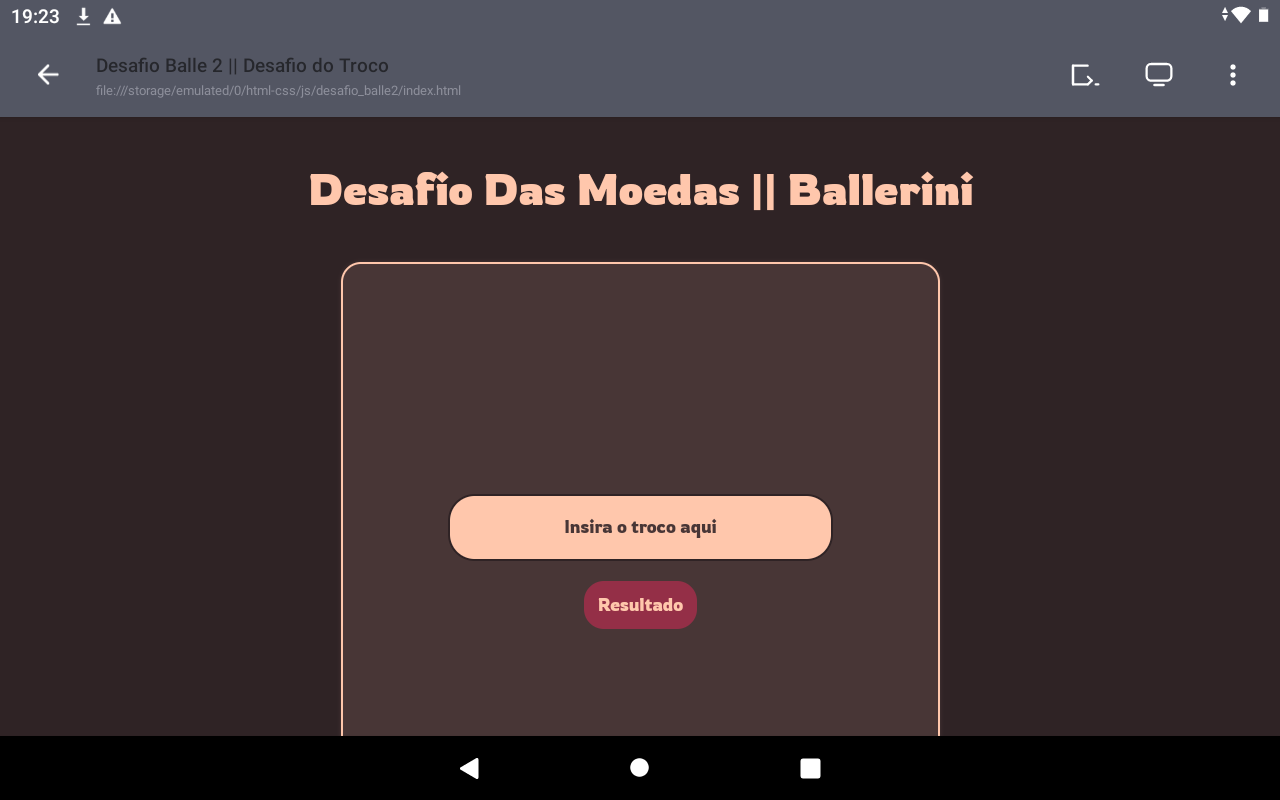 19:23
Desafio Balle 2 || Desafio do Troco
file:///storage/emulated/0/html-css/js/desafio_balle2/index.html
Desafio Das Moedas || Ballerini
Insira o troco aqui
Resultado